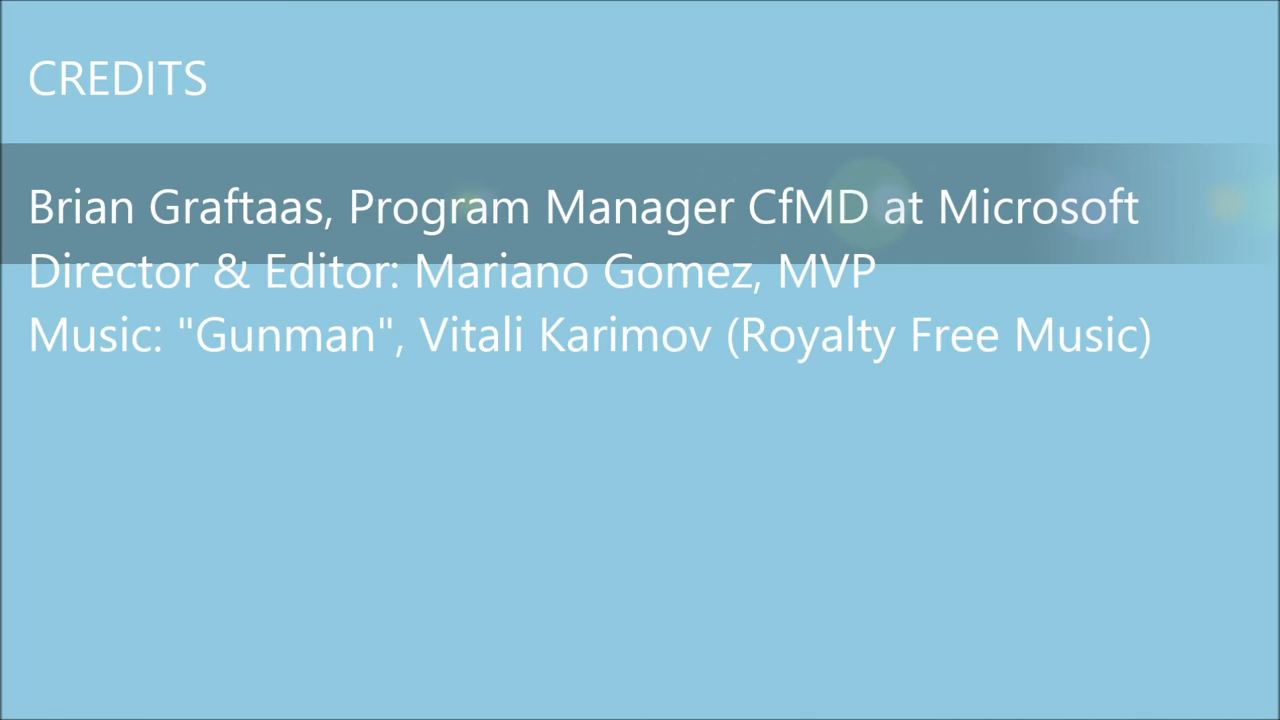 CREDITS
Brian Graftaas, Program Manager CfMD at Microsoft
Director & Editor: Mariano Gomez, MVP
Music: "Gunman", Vitali Karimov (Royalty Free Music)